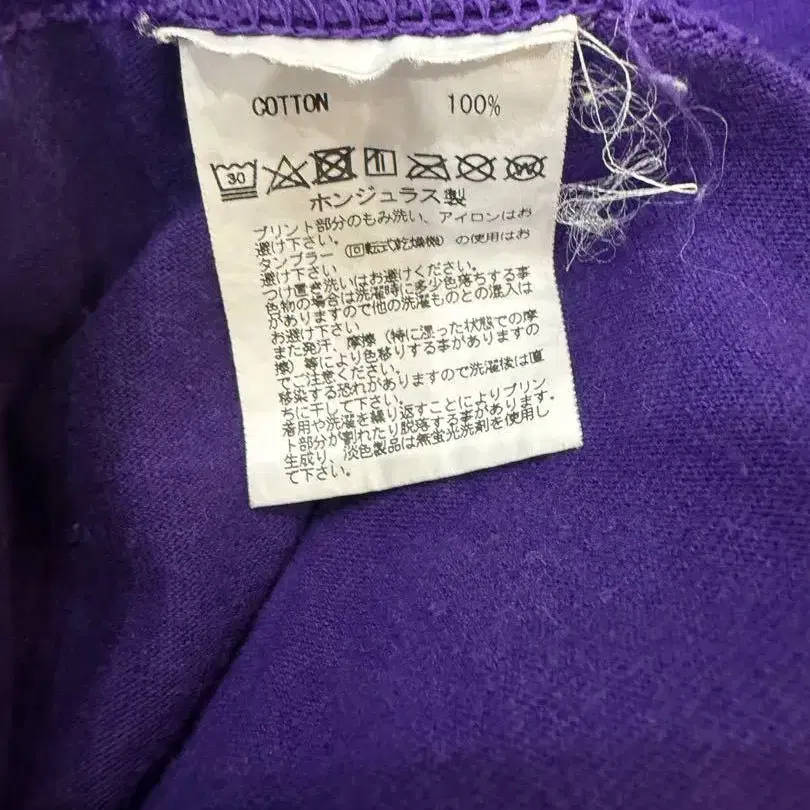 COTTON 100%
30
ホンジュラス製
プリント部分のもみ洗い、アイロンはお
避け下さい。
タンブラー(回転式乾燥機)の使用はお
避け下さい
つけ置き洗いはお避けください。
色物の場合は洗濯時に多少色落ちする事
がありますので他の洗濯ものとの混入は
お避け下さい
また発汗、摩擦(特に湿った状態での摩
擦)等により色移りする事がありますの
でご注意ください。
移染する恐れがありますので洗濯後は直
ちに干して下さい。
着用や洗濯を繰り返すことによりプリン
ト部分が割れたり脱落する事があります。
生成り、淡色製品は無蛍光洗剤を使用し
て下さい。